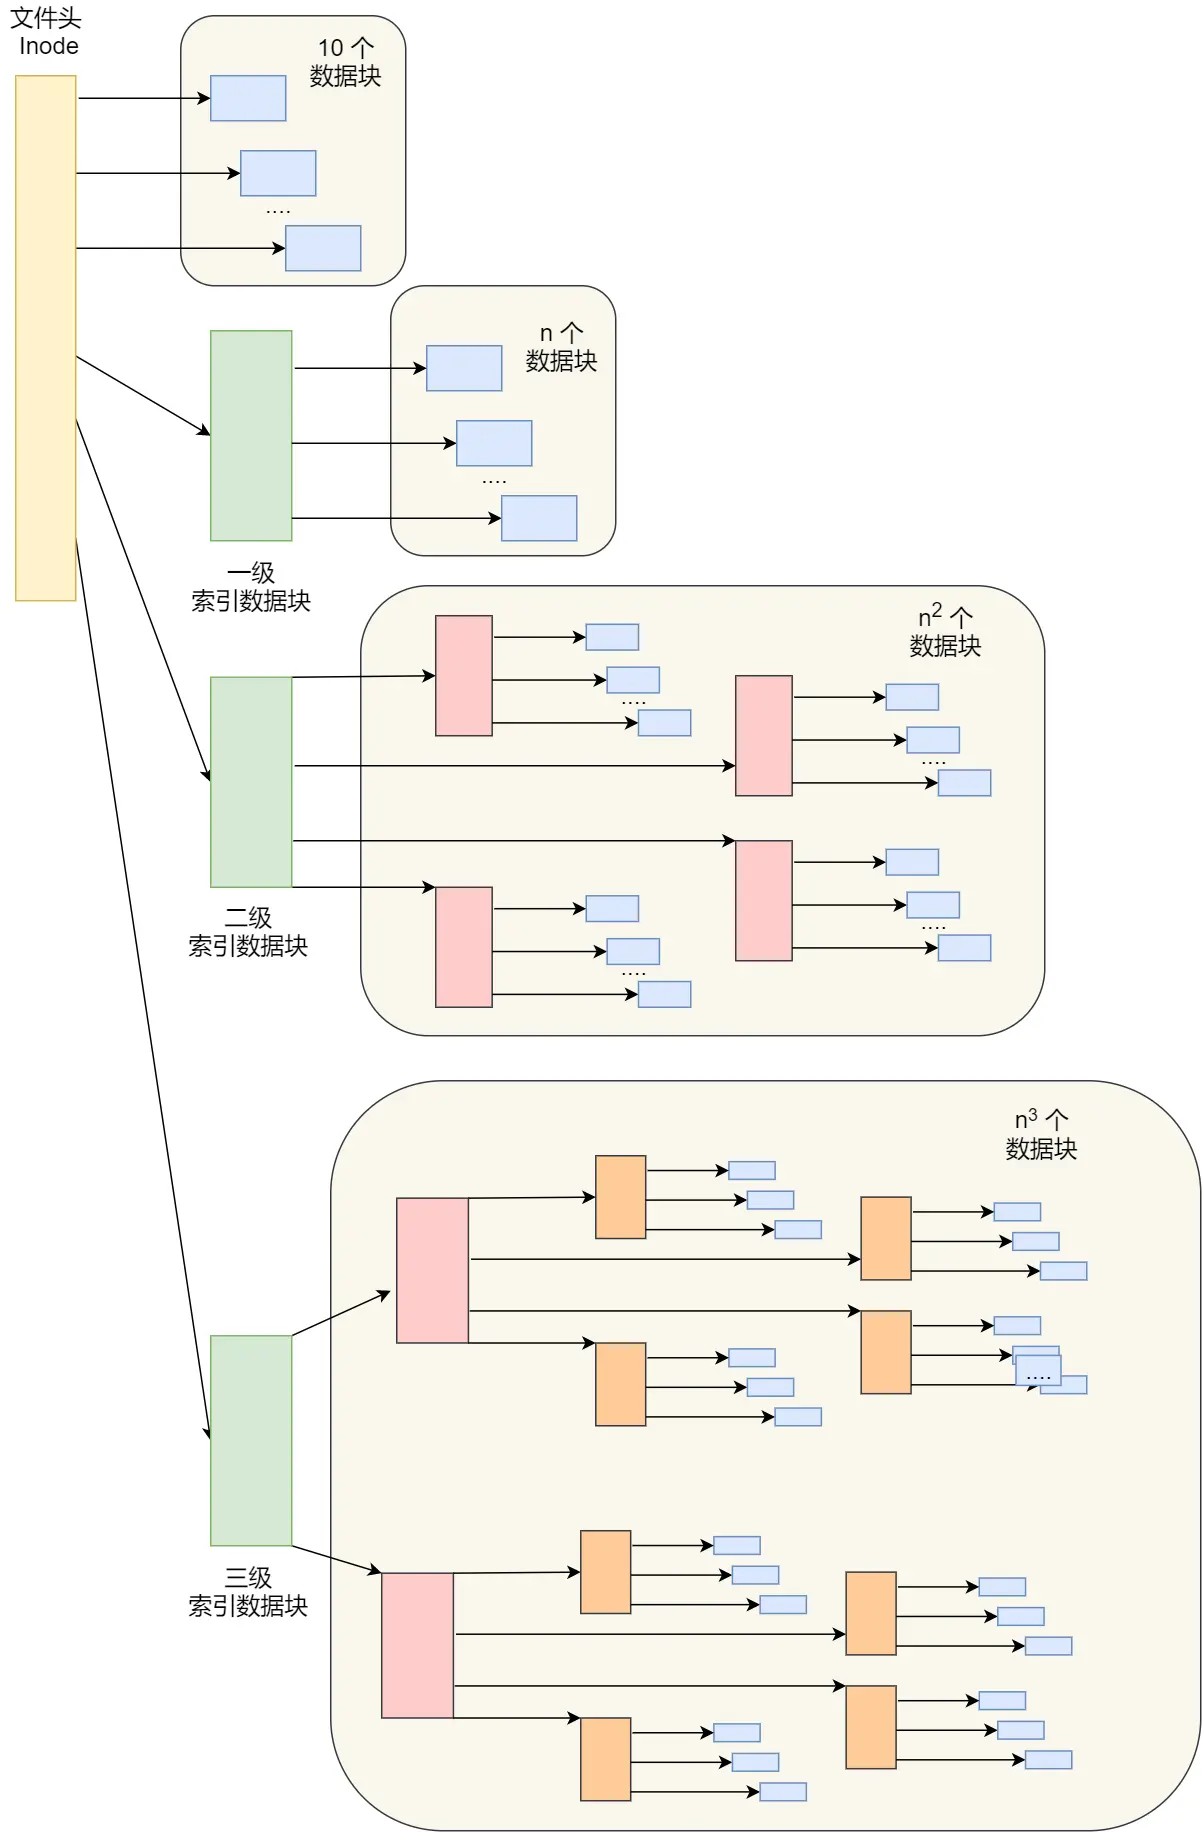 文件头
Inode
10 个
数据块
....
n 个
数据块
....
一级
索引数据块
n² 个
数据块
....
....
....
....
二级
索引数据块
n³ 个
数据块
....
三级
索引数据块